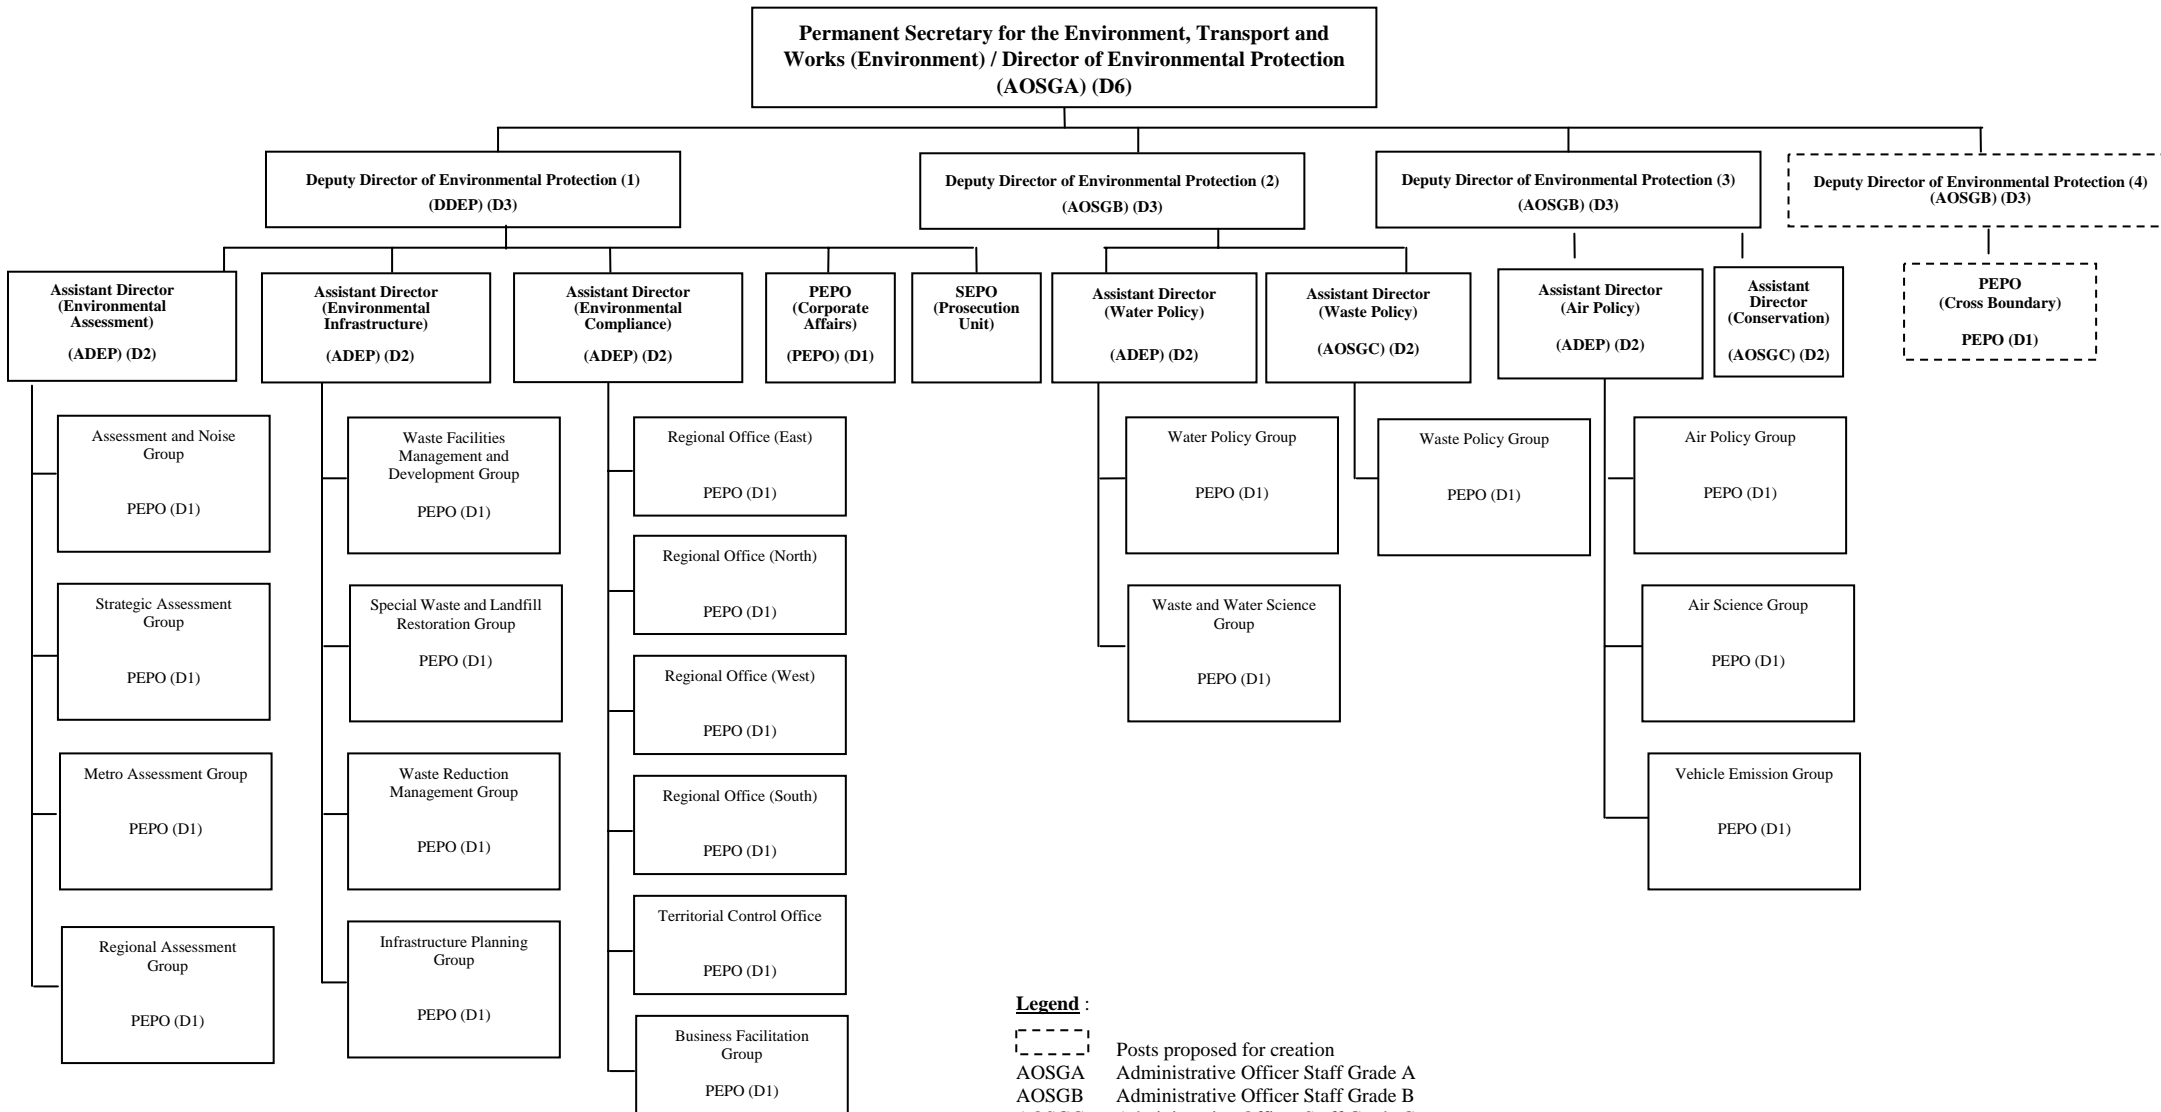 Permanent Secretary for the Environment, Transport and
Works (Environment) / Director of Environmental Protection
(AOSGA) (D6)
Deputy Director of Environmental Protection (1)
(DDEP) (D3)
Deputy Director of Environmental Protection (2)
(AOSGB) (D3)
Deputy Director of Environmental Protection (3)
(AOSGB) (D3)
Deputy Director of Environmental Protection (4)
(AOSGB) (D3)
Assistant Director
(Environmental
Assessment)
(ADEP) (D2)
Assistant Director
(Environmental
Infrastructure)
(ADEP) (D2)
Assistant Director
(Environmental
Compliance)
(ADEP) (D2)
PEPO
(Corporate
Affairs)
(PEPO) (D1)
SEPO
(Prosecution
Unit)
Assistant Director
(Water Policy)
(ADEP) (D2)
Assistant Director
(Waste Policy)
(AOSGC) (D2)
Assistant Director
(Air Policy)
(ADEP) (D2)
Assistant
Director
(Conservation)
(AOSGC) (D2)
PEPO
(Cross Boundary)
PEPO (D1)
Assessment and Noise
Group
PEPO (D1)
Strategic Assessment
Group
PEPO (D1)
Metro Assessment Group
PEPO (D1)
Regional Assessment
Group
PEPO (D1)
Waste Facilities
Management and
Development Group
PEPO (D1)
Special Waste and Landfill
Restoration Group
PEPO (D1)
Waste Reduction
Management Group
PEPO (D1)
Infrastructure Planning
Group
PEPO (D1)
Regional Office (East)
PEPO (D1)
Regional Office (North)
PEPO (D1)
Regional Office (West)
PEPO (D1)
Regional Office (South)
PEPO (D1)
Territorial Control Office
PEPO (D1)
Business Facilitation
Group
PEPO (D1)
Water Policy Group
PEPO (D1)
Waste and Water Science
Group
PEPO (D1)
Waste Policy Group
PEPO (D1)
Air Policy Group
PEPO (D1)
Air Science Group
PEPO (D1)
Vehicle Emission Group
PEPO (D1)
Legend :
Posts proposed for creation
AOSGA Administrative Officer Staff Grade A
AOSGB Administrative Officer Staff Grade B